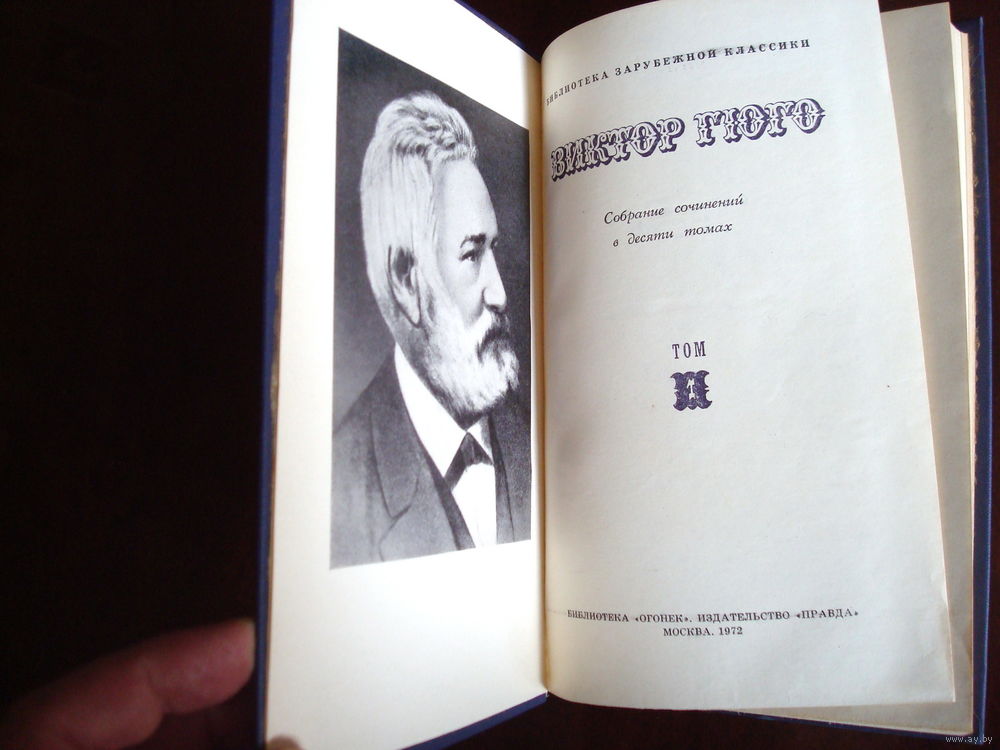 БИБЛИОТЕКА ЗАРУБЕЖНОЙ КЛАССИКИ
ВИКТОР ГЮГО
Собрание сочинений
в десяти томах
ТОМ
1
БИБЛИОТЕКА «ОГОНЕК». ИЗДАТЕЛЬСТВО «ПРАВДА»
МОСКВА. 1972
www.ay.by